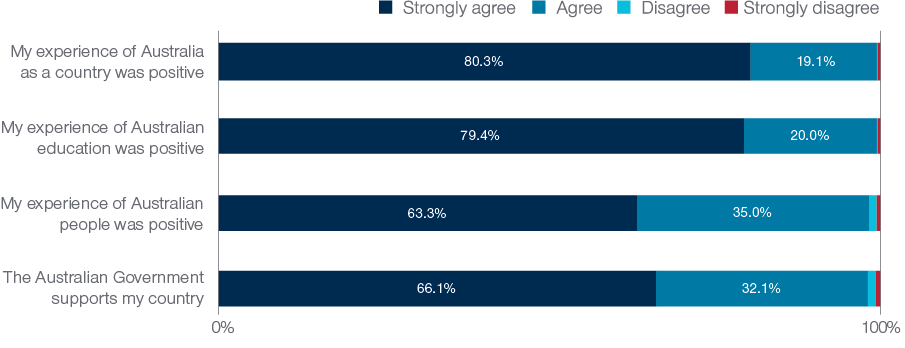 Strongly agree Agree Disagree Strongly disagree
My experience of Australia
as a country was positive
80.3% 19.1%
My experience of Australian
education was positive
79.4% 20.0%
My experience of Australian
people was positive
63.3% 35.0%
The Australian Government
supports my country
66.1% 32.1%
0% 100%